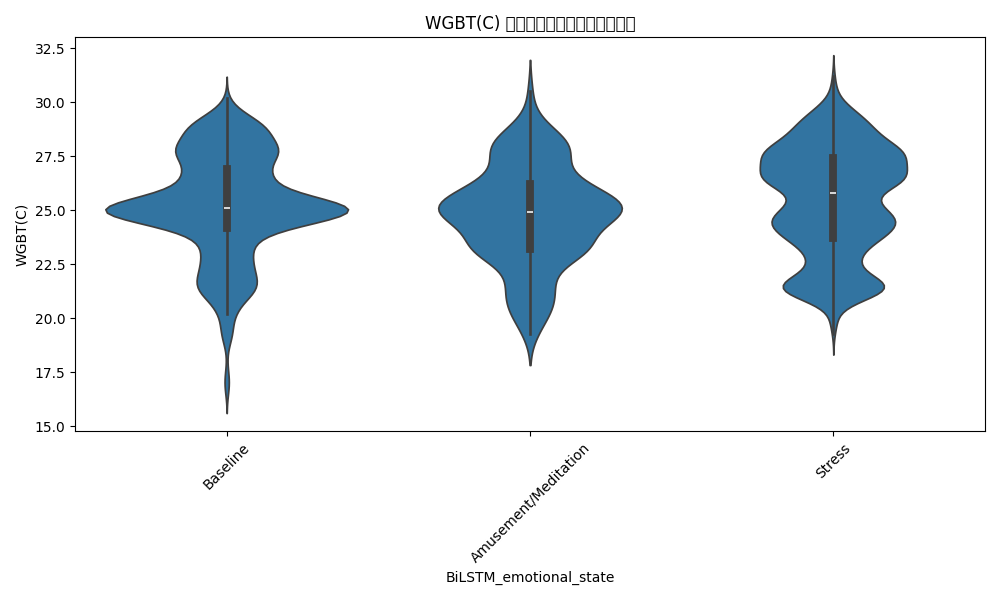 WGBT(C)
32.5
30.0
27.5
25.0
22.5
20.0
17.5
15.0
WGBT(C)
Baseline
Amusement/Meditation
Stress
BiLSTM_emotional_state